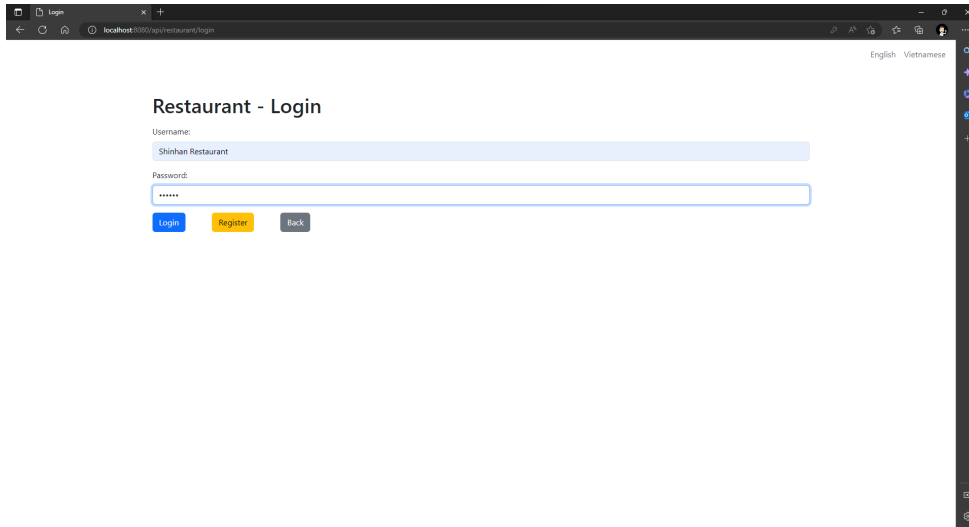 Login
localhost:8080/api/restaurant/login
English Vietnamese
Restaurant - Login
Username:
Shinhan Restaurant
Password:
••••••
Login Register Back